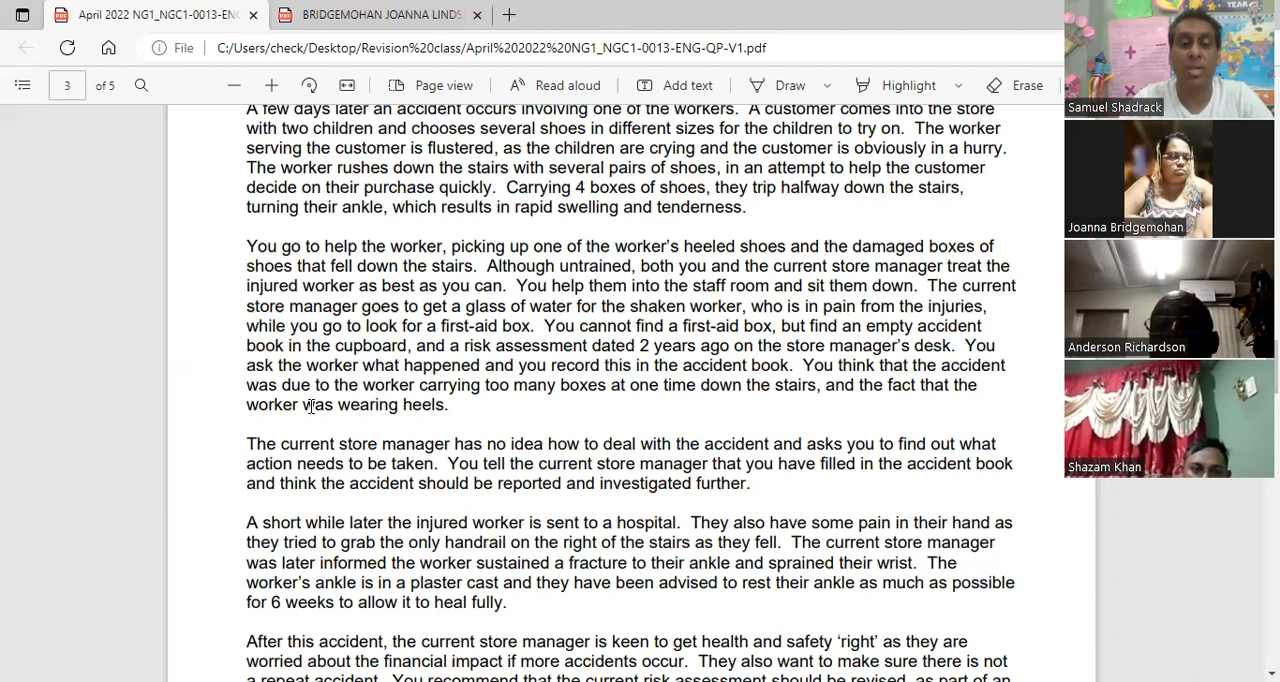 April 2022 NG1_NGC1-0013-ENG
BRIDGEMOHAN JOANNA LINDS
File
C:/Users/check/Desktop/Revision%20class/April%202022%20NG1_NGC1-0013-ENG-QP-V1.pdf
3 of 5
Page view
Read aloud
Add text
Draw
Highlight
Erase
A few days later an accident occurs involving one of the workers. A customer comes into the store
with two children and chooses several shoes in different sizes for the children to try on. The worker
serving the customer is flustered, as the children are crying and the customer is obviously in a hurry.
The worker rushes down the stairs with several pairs of shoes, in an attempt to help the customer
decide on their purchase quickly. Carrying 4 boxes of shoes, they trip halfway down the stairs,
turning their ankle, which results in rapid swelling and tenderness.
You go to help the worker, picking up one of the worker's heeled shoes and the damaged boxes of
shoes that fell down the stairs. Although untrained, both you and the current store manager treat the
injured worker as best as you can. You help them into the staff room and sit them down. The current
store manager goes to get a glass of water for the shaken worker, who is in pain from the injuries,
while you go to look for a first-aid box. You cannot find a first-aid box, but find an empty accident
book in the cupboard, and a risk assessment dated 2 years ago on the store manager's desk. You
ask the worker what happened and you record this in the accident book. You think that the accident
was due to the worker carrying too many boxes at one time down the stairs, and the fact that the
worker was wearing heels.
The current store manager has no idea how to deal with the accident and asks you to find out what
action needs to be taken. You tell the current store manager that you have filled in the accident book
and think the accident should be reported and investigated further.
A short while later the injured worker is sent to a hospital. They also have some pain in their hand as
they tried to grab the only handrail on the right of the stairs as they fell. The current store manager
was later informed the worker sustained a fracture to their ankle and sprained their wrist. The
worker's ankle is in a plaster cast and they have been advised to rest their ankle as much as possible
for 6 weeks to allow it to heal fully.
After this accident, the current store manager is keen to get health and safety 'right' as they are
worried about the financial impact if more accidents occur. They also want to make sure there is not
a repeat accident. You recommend that the current risk assessment should be revised, as part of an
YEAR
Samuel Shadrack
Joanna Bridgemohan
Anderson Richardson
Shazam Khan